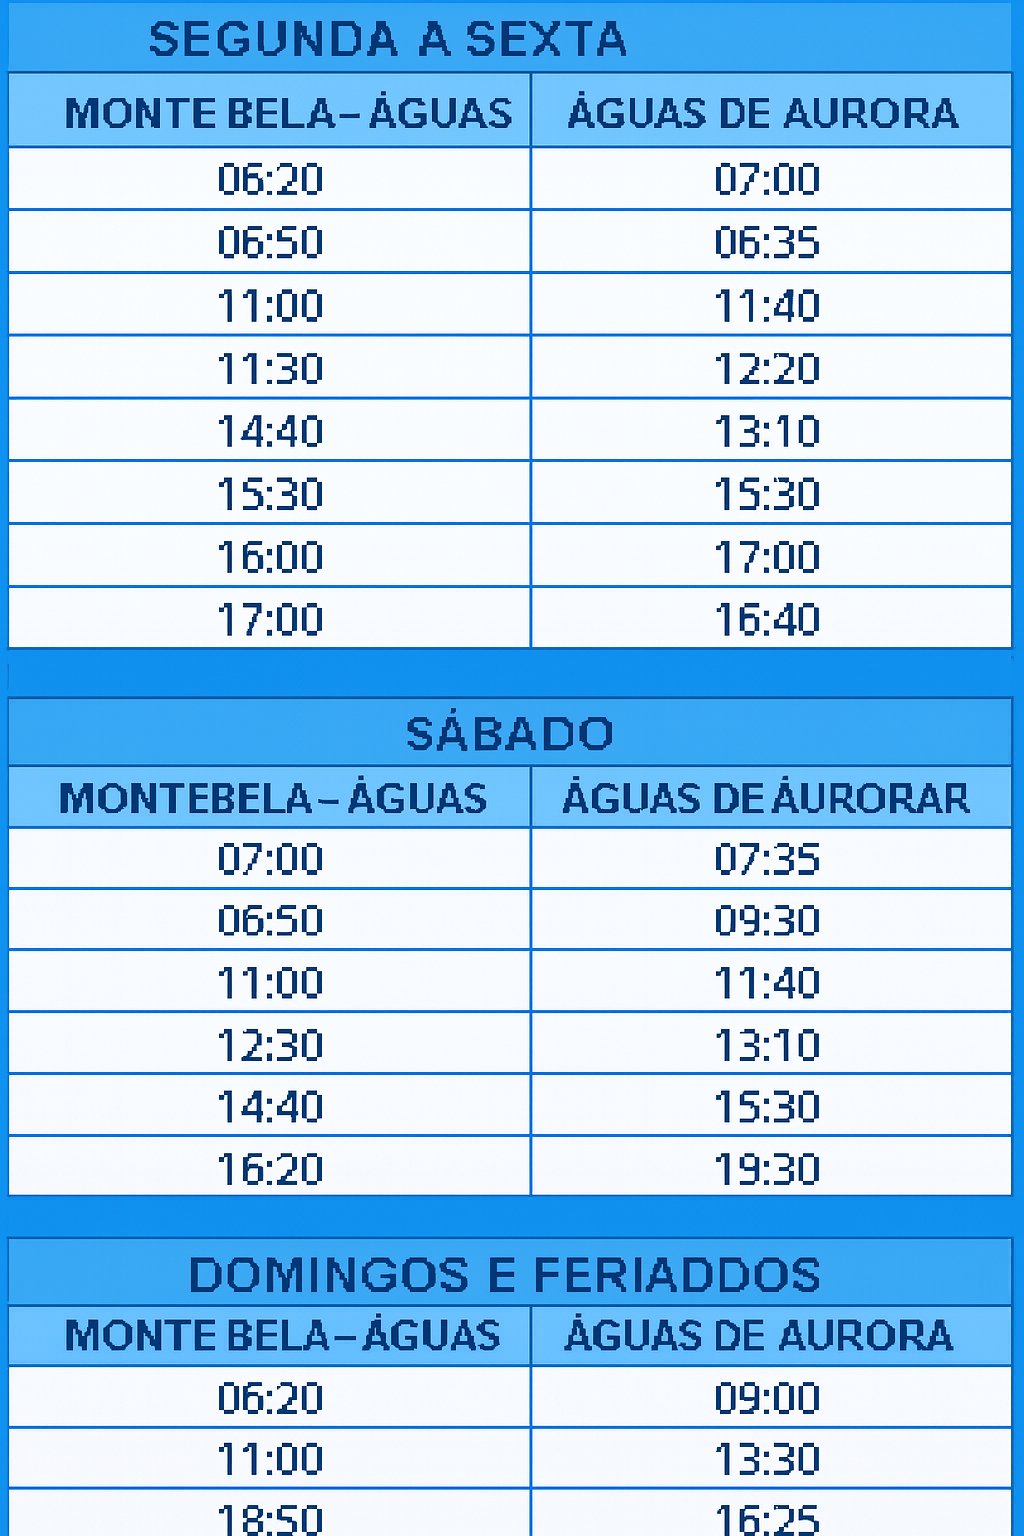 SEGUNDA A SEXTA
MONTE BELA – ÁGUAS ÁGUAS DE AURORA
06:20 07:00
06:50 06:35
11:00 11:40
11:30 12:20
14:40 13:10
15:30 15:30
16:00 17:00
17:00 16:40
SÁBADO
MONTEBELA – ÁGUAS ÁGUAS DE ÁURORAR
07:00 07:35
06:50 09:30
11:00 11:40
12:30 13:10
14:40 15:30
16:20 19:30
DOMINGOS E FERIADDOS
MONTE BELA – ÁGUAS ÁGUAS DE AURORA
06:20 09:00
11:00 13:30
18:50 16:25